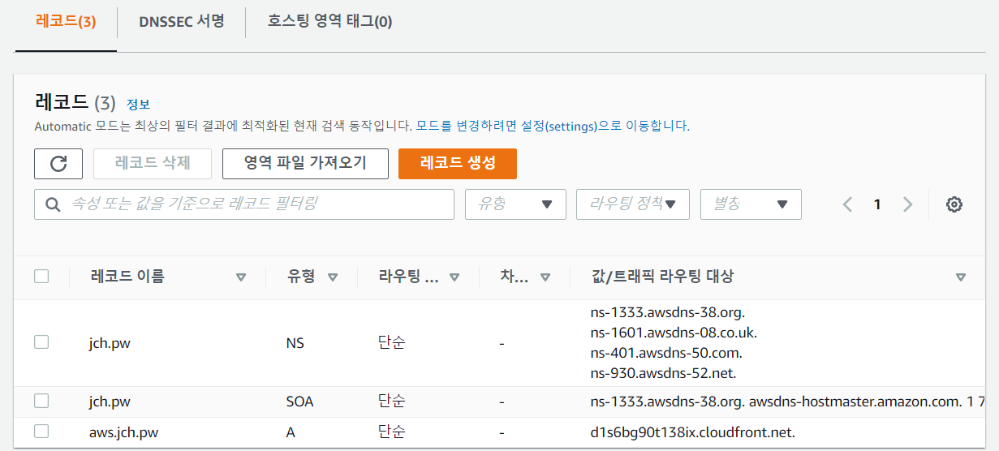 레코드(3) DNSSEC 서명 호스팅 영역 태그(0)
레코드 (3) 정보
Automatic 모드는 최상의 필터 결과에 최적화된 현재 검색 동작입니다. 모드를 변경하려면 설정(settings)으로 이동합니다.
레코드 삭제 영역 파일 가져오기 레코드 생성
속성 또는 값을 기준으로 레코드 필터링 유형 라우팅 정책 별칭 1
레코드 이름 유형 라우팅 ... 차... 값/트래픽 라우팅 대상
ns-1333.awsdns-38.org.
ns-1601.awsdns-08.co.uk.
jch.pw NS 단순 -
ns-401.awsdns-50.com.
ns-930.awsdns-52.net.
jch.pw SOA 단순 - ns-1333.awsdns-38.org. awsdns-hostmaster.amazon.com. 1 7
aws.jch.pw A 단순 - d1s6bg90t138ix.cloudfront.net.